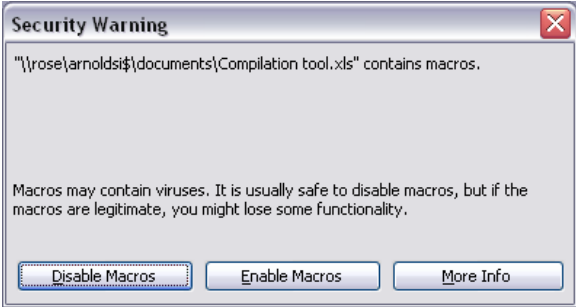 Security Warning
"\\rose\arnoldsi$\documents\Compilation tool.xls" contains macros.
Macros may contain viruses. It is usually safe to disable macros, but if the
macros are legitimate, you might lose some functionality.
Disable Macros Enable Macros More Info